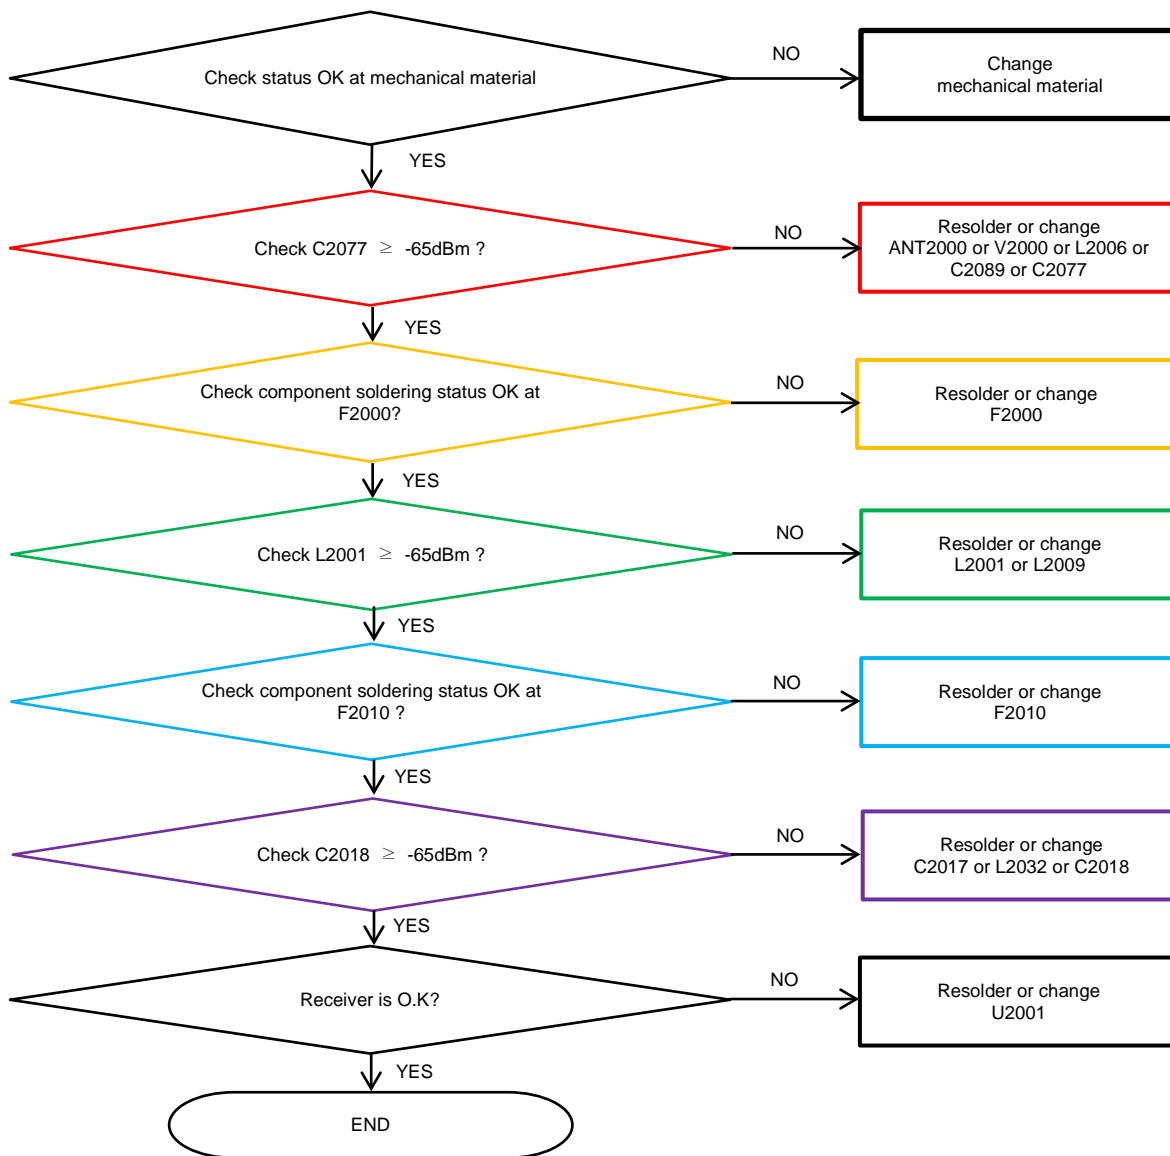 Check status OK at mechanical material
NO
Change
mechanical material
YES
Check C2077 ≥ -65dBm ?
NO
Resolder or change
ANT2000 or V2000 or L2006 or
C2089 or C2077
YES
Check component soldering status OK at
F2000?
NO
Resolder or change
F2000
YES
Check L2001 ≥ -65dBm ?
NO
Resolder or change
L2001 or L2009
YES
Check component soldering status OK at
F2010 ?
NO
Resolder or change
F2010
YES
Check C2018 ≥ -65dBm ?
NO
Resolder or change
C2017 or L2032 or C2018
YES
Receiver is O.K?
NO
Resolder or change
U2001
YES
END